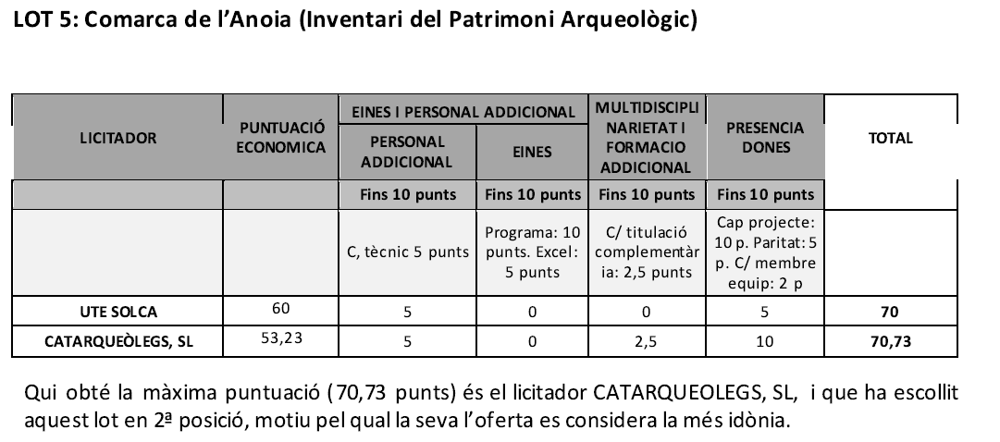 LOT 5: Comarca de l’Anoia (Inventari del Patrimoni Arqueològic)
LICITADOR
PUNTUACIÓ
ECONOMICA
EINES I PERSONAL ADDICIONAL
PERSONAL
ADDICIONAL
EINES
MULTIDISCIPLI
NARIETAT I
FORMACIO
ADDICIONAL
PRESENCIA
DONES
TOTAL
Fins 10 punts
Fins 10 punts
Fins 10 punts
Fins 10 punts
C, tècnic 5 punts
Programa: 10
punts. Excel:
5 punts
C/ titulació
complementàr
ia: 2,5 punts
Cap projecte:
10 p. Paritat: 5
p. C/ membre
equip: 2 p
UTE SOLCA 60 5 0 0 5 70
CATARQUEÒLEGS, SL 53,23 5 0 2,5 10 70,73
Qui obté la màxima puntuació (70,73 punts) és el licitador CATARQUEOLEGS, SL, i que ha escollit
aquest lot en 2ª posició, motiu pel qual la seva l’oferta es considera la més idònia.